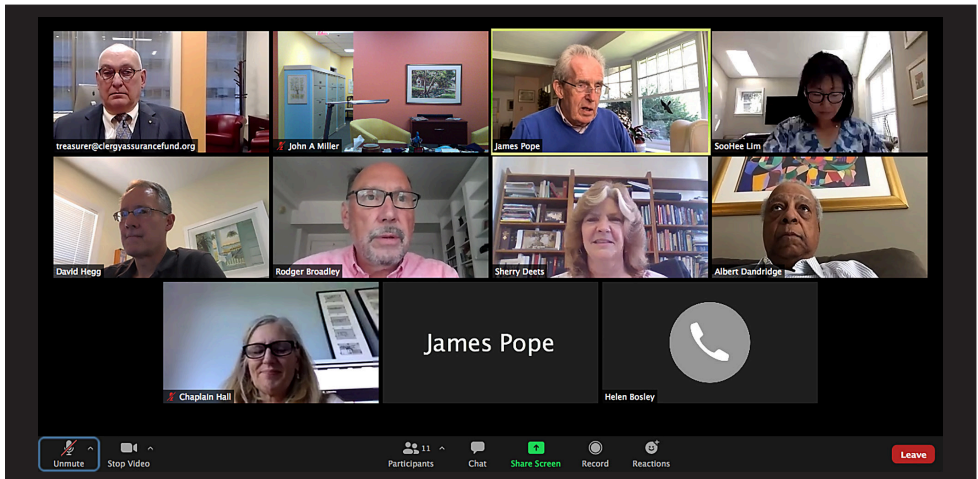 treasurer@clergyassurancefund.org
John A Miller
James Pope
SooHee Lim
David Hegg
Rodger Broadley
Sherry Deets
Albert Dandridge
Chaplain Hall
James Pope
Helen Bosley
Unmute
Stop Video
11
Participants
Chat
Share Screen
Record
Reactions
Leave